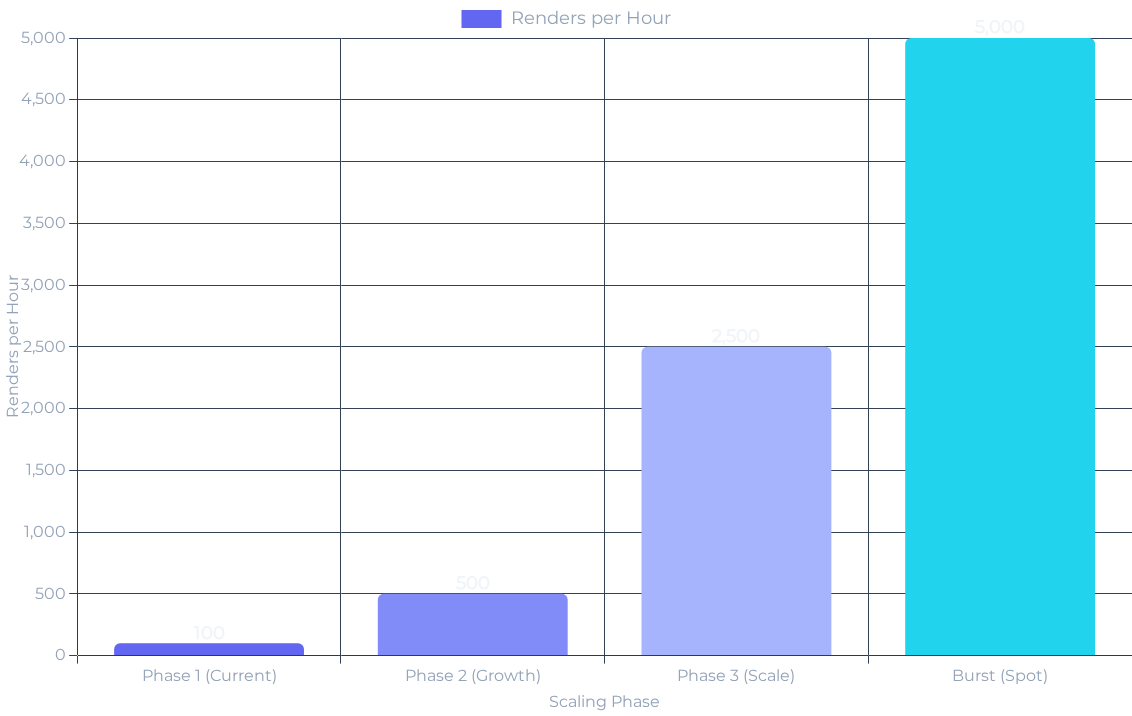 Renders per Hour
5,000
4,500
4,000
3,500
3,000
2,500
2,000
1,500
1,000
500
0
Renders per Hour
100
500
2,500
5,000
Phase 1 (Current)
Phase 2 (Growth)
Phase 3 (Scale)
Burst (Spot)
Scaling Phase